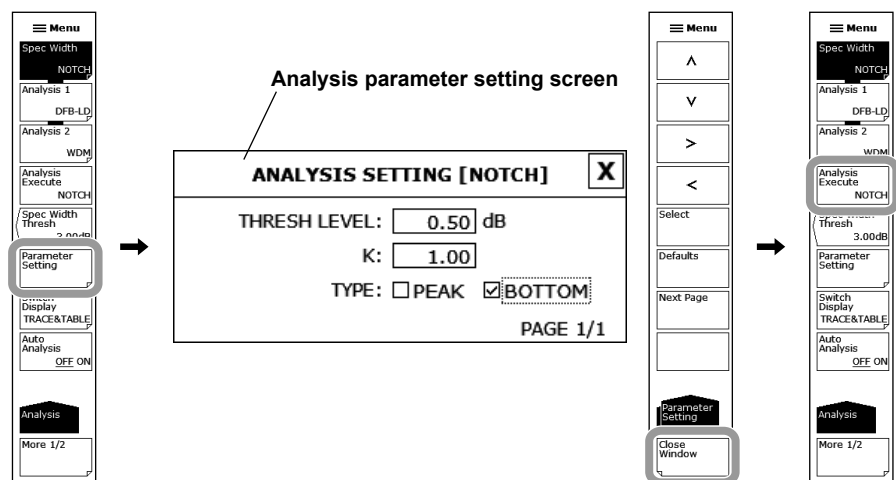 Menu
Spec Width
NOTCH
Analysis 1
DFB-LD
Analysis 2
WDM
Analysis
Execute
NOTCH
Spec Width
Thresh
3.00dB
Parameter
Setting
Switch
Display
TRACE&TABLE
Auto
Analysis
OFF ON
Analysis
More 1/2
Analysis parameter setting screen
ANALYSIS SETTING [NOTCH] X
THRESH LEVEL: 0.50 dB
K: 1.00
TYPE: PEAK BOTTOM
PAGE 1/1
Menu
Select
Defaults
Next Page
Parameter
Setting
Close
Window
Menu
Spec Width
NOTCH
Analysis 1
DFB-LD
Analysis 2
WDM
Analysis
Execute
NOTCH
Spec Width
Thresh
3.00dB
Parameter
Setting
Switch
Display
TRACE&TABLE
Auto
Analysis
OFF ON
Analysis
More 1/2